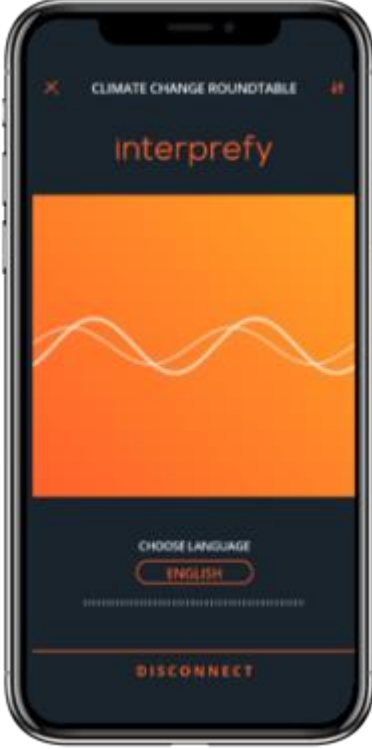 CLIMATE CHANGE ROUNDTABLE
interprefy
CHOOSE LANGUAGE
ENGLISH
DISCONNECT